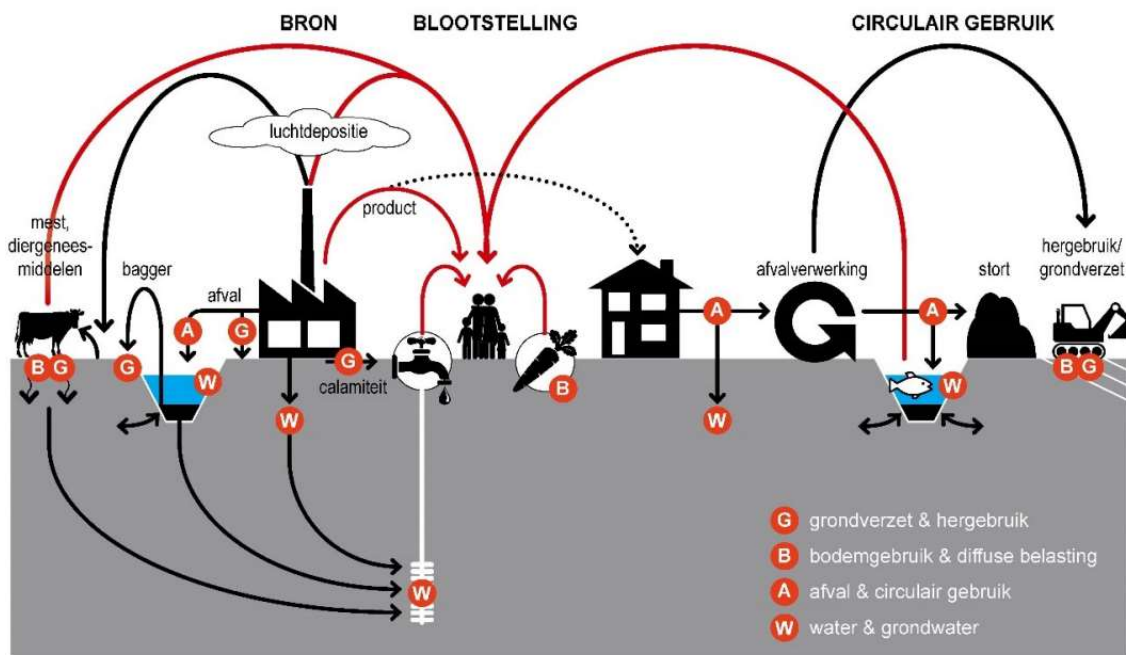 BRON
BLOOTSTELLING
CIRCULAIR GEBRUIK
luchtdepositie
product
mest,
diergenees-
middelen
bagger
afval
afvalverwerking
stort
hergebruik/
grondverzet
A
G
A
A
B
G
G
W
G
calamiteit
B
W
B
G
W
W
W
G grondverzet & hergebruik
B bodemgebruik & diffuse belasting
A afval & circulair gebruik
W water & grondwater